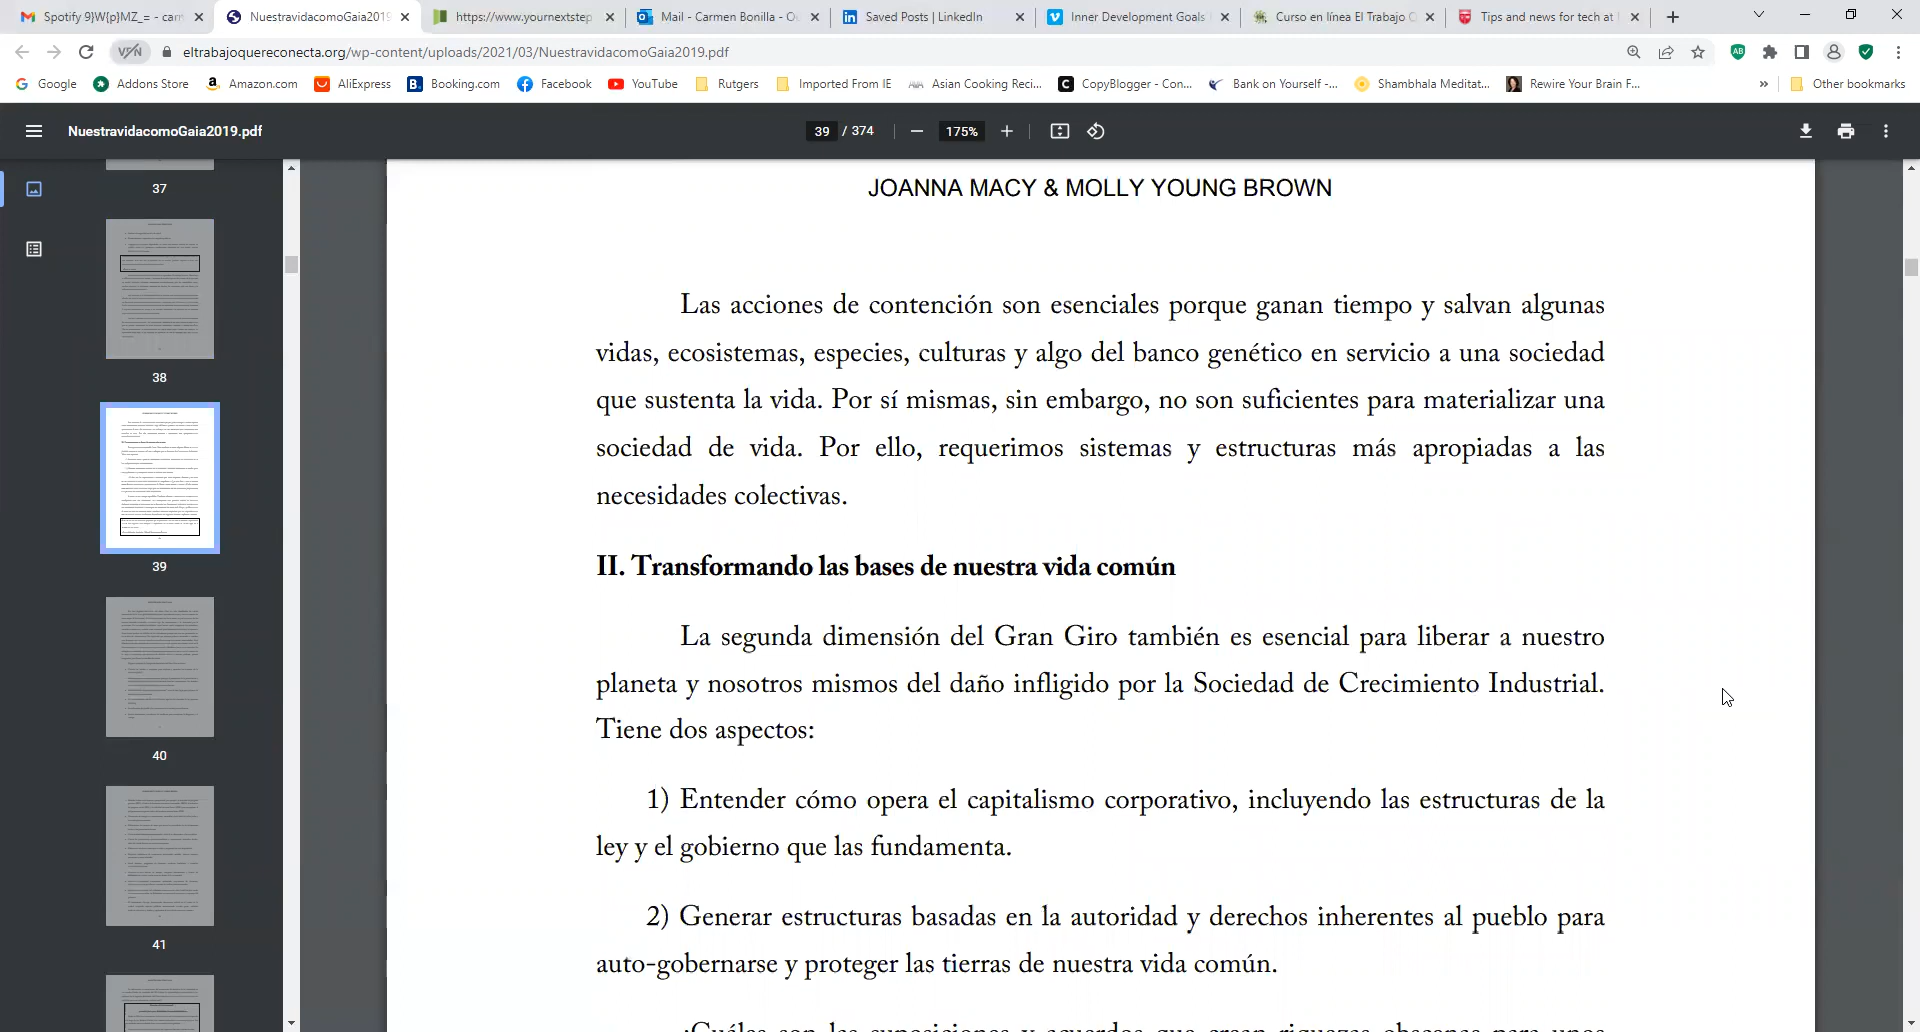 Spotify 9}W{p}MZ_= - can
NuestravidacomoGaia2019
https://www.yournextstep
Mail - Carmen Bonilla - O
Saved Posts | LinkedIn
Inner Development Goals
Curso en línea El Trabajo
Tips and news for tech at
VPN
eltrabajoquereconecta.org/wp-content/uploads/2021/03/NuestravidacomoGaia2019.pdf
Google
Addons Store
Amazon.com
AliExpress
Booking.com
Facebook
YouTube
Rutgers
Imported From IE
Asian Cooking Reci...
CopyBlogger - Con...
Bank on Yourself -...
Shambhala Meditat...
Rewire Your Brain F...
»
Other bookmarks
NuestravidacomoGaia2019.pdf
39 / 374
175%
37
38
39
40
41
JOANNA MACY & MOLLY YOUNG BROWN
Las acciones de contención son esenciales porque ganan tiempo y salvan algunas
vidas, ecosistemas, especies, culturas y algo del banco genético en servicio a una sociedad
que sustenta la vida. Por sí mismas, sin embargo, no son suficientes para materializar una
sociedad de vida. Por ello, requerimos sistemas y estructuras más apropiadas a las
necesidades colectivas.
II. Transformando las bases de nuestra vida común
La segunda dimensión del Gran Giro también es esencial para liberar a nuestro
planeta y nosotros mismos del daño infligido por la Sociedad de Crecimiento Industrial.
Tiene dos aspectos:
1) Entender cómo opera el capitalismo corporativo, incluyendo las estructuras de la
ley y el gobierno que las fundamenta.
2) Generar estructuras basadas en la autoridad y derechos inherentes al pueblo para
auto-gobernarse y proteger las tierras de nuestra vida común.